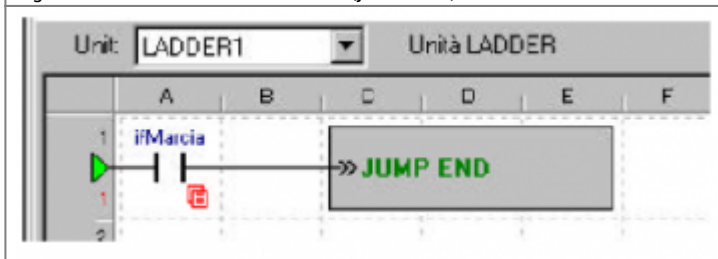 Unit: LADDER1 Unità LADDER
A B C D E F
1 ifMarcia
>> JUMP END
1
2